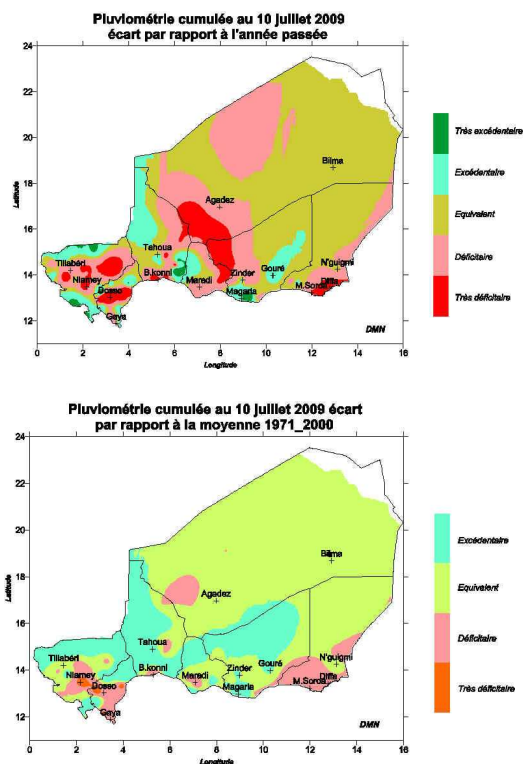 Pluviométrie cumulée au 10 juillet 2009
écart par rapport à l'année passée
24
22
20
18
16
14
12
Latitude
Bilma
Agadez
Tahoua
Tillabéri
Niamey
B.konni
Maradi
Zinder
Gouré
N'guigmi
Diffa
M.Soroa
Magaria
Dosso
Gaya
DMN
0 2 4 6 8 10 12 14 16
Longitude
Très excédentaire
Excédentaire
Equivalent
Déficitaire
Très déficitaire
Pluviométrie cumulée au 10 juillet 2009 écart
par rapport à la moyenne 1971_2000
24
22
20
18
16
14
12
Latitude
Bilma
Agadez
Tahoua
Tillabéri
Niamey
B.konni
Maradi
Zinder
Gouré
N'guigmi
Diffa
M.Soroa
Magaria
Dosso
Gaya
DMN
0 2 4 6 8 10 12 14 16
Longitude
Excédentaire
Equivalent
Déficitaire
Très déficitaire